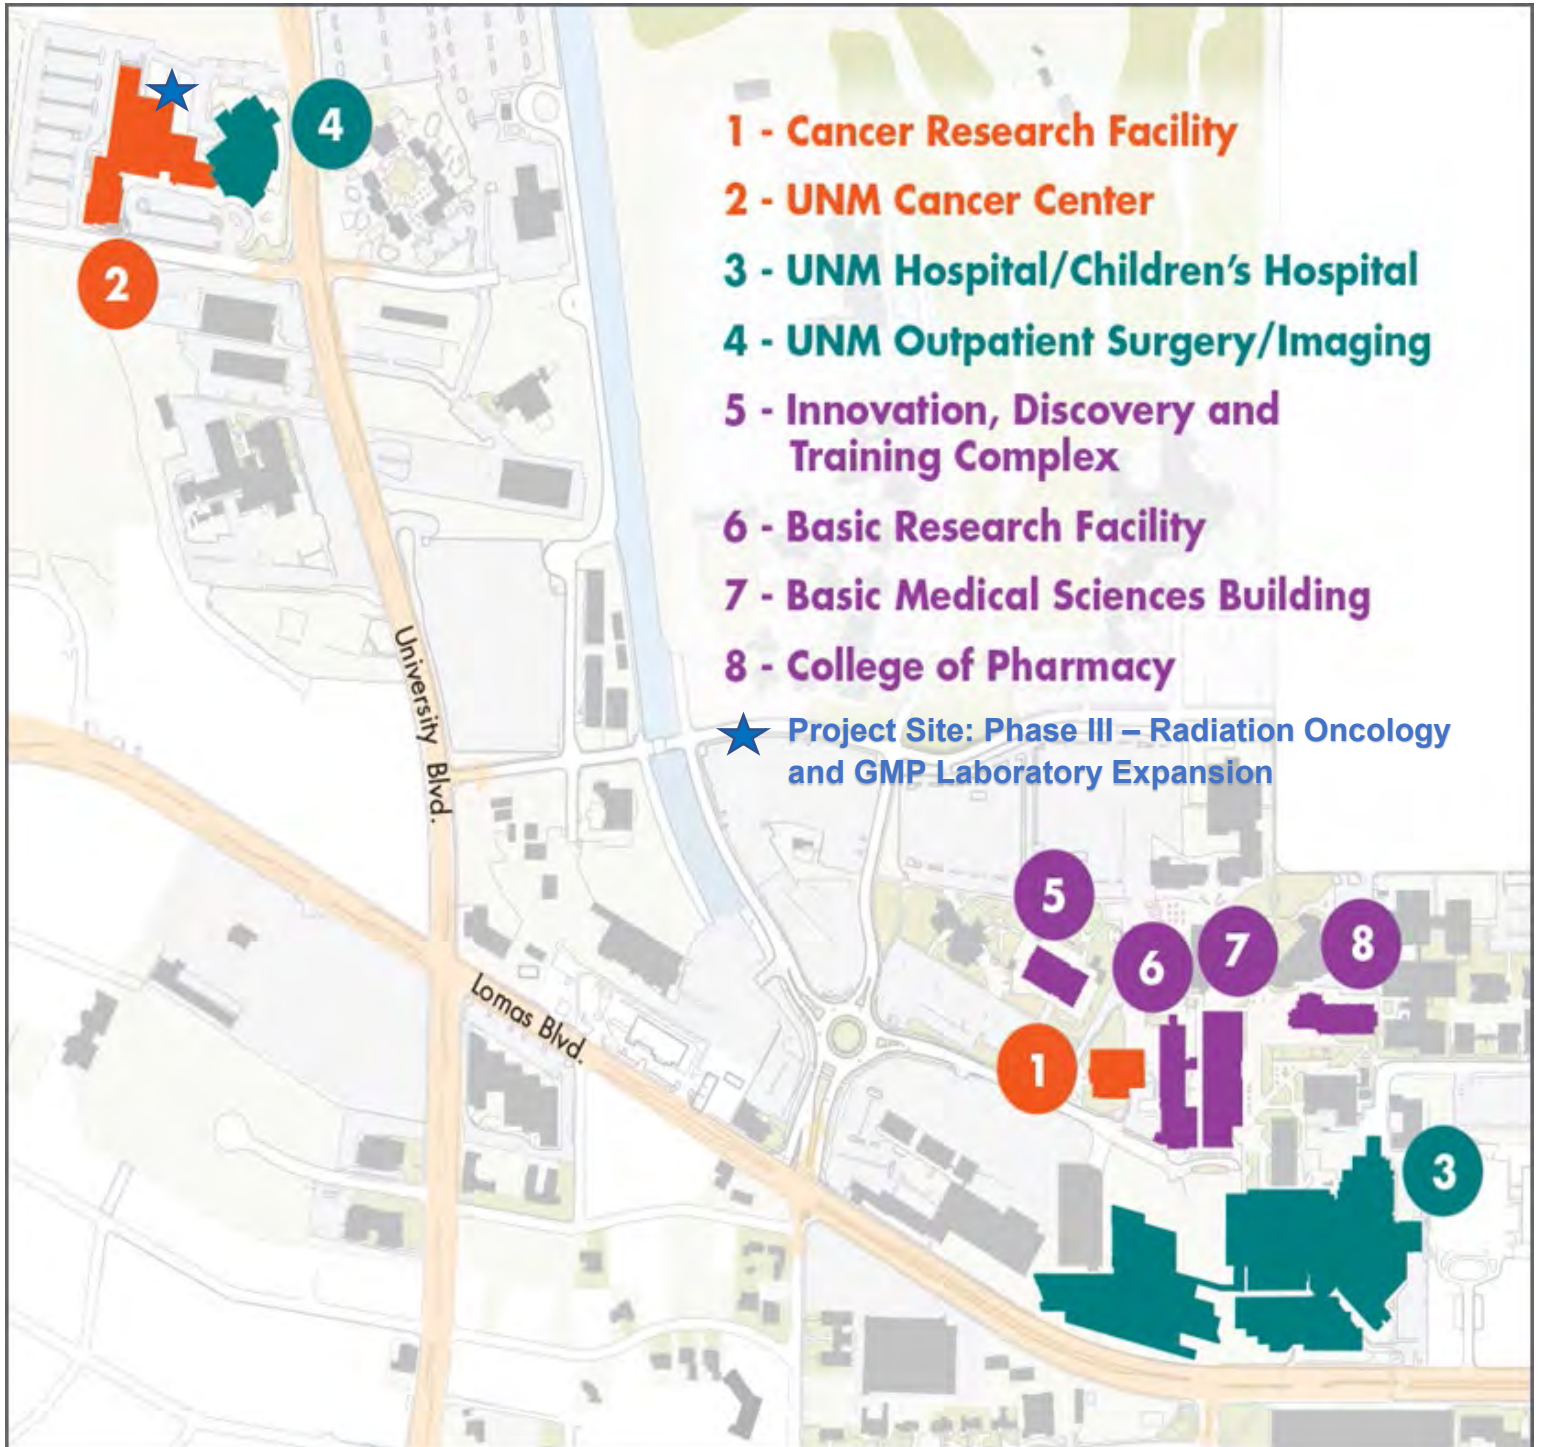 4
2
1 - Cancer Research Facility
2 - UNM Cancer Center
3 - UNM Hospital/Children's Hospital
4 - UNM Outpatient Surgery/Imaging
5 - Innovation, Discovery and
Training Complex
6 - Basic Research Facility
7 - Basic Medical Sciences Building
8 - College of Pharmacy
Project Site: Phase III – Radiation Oncology
and GMP Laboratory Expansion
University Blvd.
Lomas Blvd.
5
6
7
8
1
3